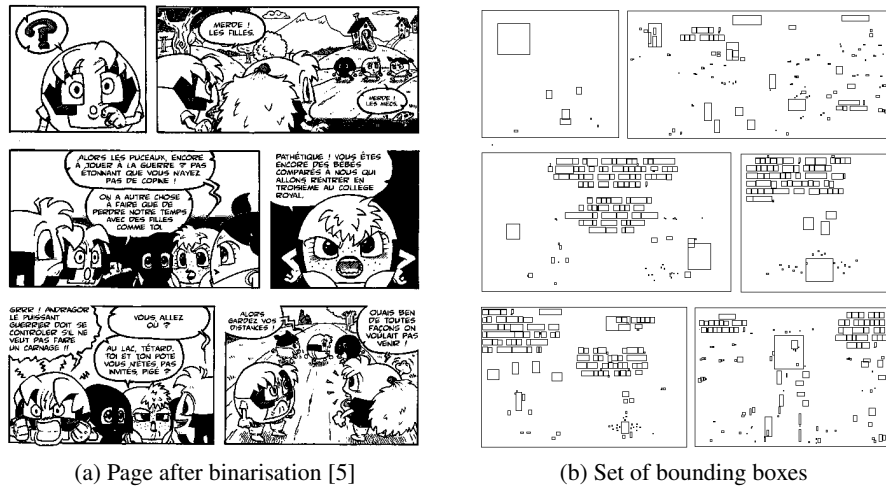 ?
MERDE !
LES FILLES.
MERDE !
LES MECS.
ALORS LES PUCEAUX, ENCORE
À JOUER À LA GUERRE ? PAS
ÉTONNANT QUE VOUS N'AYEZ
PAS DE COPINE !
ON A AUTRE CHOSE
À FAIRE QUE DE
PERDRE NOTRE TEMPS
AVEC DES FILLES
COMME TOI.
PATHÉTIQUE ! VOUS ÊTES
ENCORE DES BÉBÉS
COMPARÉS À NOUS QUI
ALLONS RENTRER EN
TROISIÈME AU COLLEGE
ROYAL.
GRRR ! ANDRAGOR
LE PUISSANT
GUERRIER DOIT SE
CONTROLER S'IL NE
VEUT PAS FAIRE
UN CARNAGE !!
VOUS ALLEZ
OÙ ?
AU LAC, TÉTARD.
TOI ET TON POTE
VOUS N'ÊTES PAS
INVITÉS, PIGÉ ?
ALORS
GARDEZ VOS
DISTANCES !
OUAIS BEN
DE TOUTES
FAÇONS ON
VOULAIT PAS
VENIR !
(a) Page after binarisation [5]
(b) Set of bounding boxes